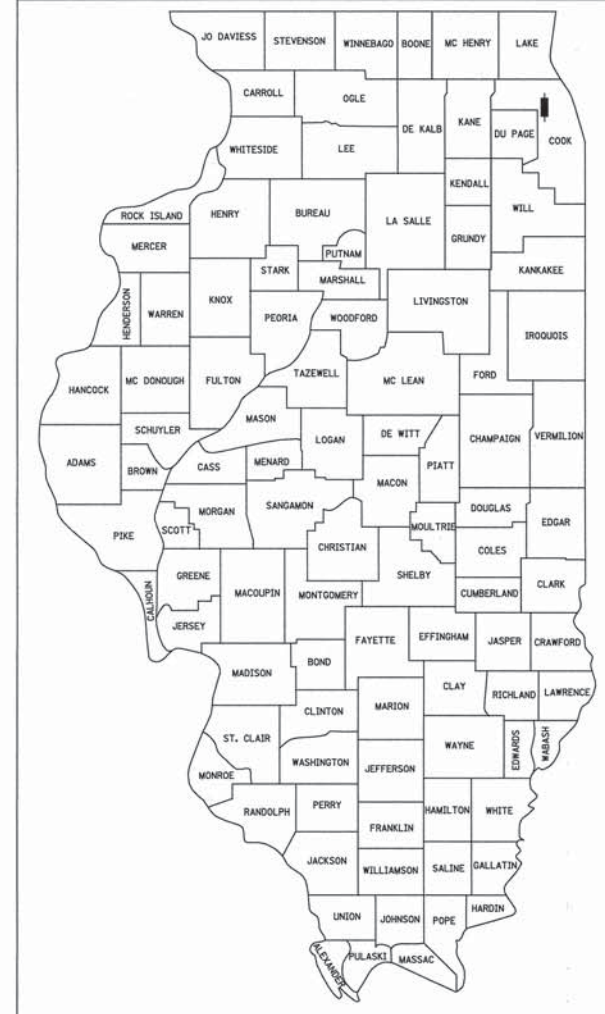 JO DAVIESS
STEVENSON
WINNEBAGO
BOONE
MC HENRY
LAKE
CARROLL
OGLE
DE KALB
KANE
DU PAGE
COOK
WHITESIDE
LEE
KENDALL
WILL
ROCK ISLAND
HENRY
BUREAU
LA SALLE
GRUNDY
MERCER
PUTNAM
KANKAKEE
STARK
MARSHALL
HENDERSON
WARREN
KNOX
PEORIA
WOODFORD
LIVINGSTON
IROQUOIS
HANCOCK
MC DONOUGH
FULTON
TAZEWELL
MC LEAN
FORD
MASON
SCHUYLER
LOGAN
DE WITT
CHAMPAIGN
VERMILION
ADAMS
BROWN
CASS
MENARD
PIATT
MACON
MORGAN
SANGAMON
DOUGLAS
PIKE
SCOTT
MOULTRIE
EDGAR
CHRISTIAN
COLES
GREENE
SHELBY
CALHOUN
MACOUPIN
MONTGOMERY
CUMBERLAND
CLARK
JERSEY
FAYETTE
EFFINGHAM
JASPER
CRAWFORD
BOND
MADISON
CLAY
RICHLAND
LAWRENCE
CLINTON
MARION
ST. CLAIR
WAYNE
EDWARDS
WABASH
WASHINGTON
JEFFERSON
MONROE
RANDOLPH
PERRY
HAMILTON
WHITE
FRANKLIN
JACKSON
WILLIAMSON
SALINE
GALLATIN
UNION
JOHNSON
POPE
HARDIN
ALEXANDER
PULASKI
MASSAC